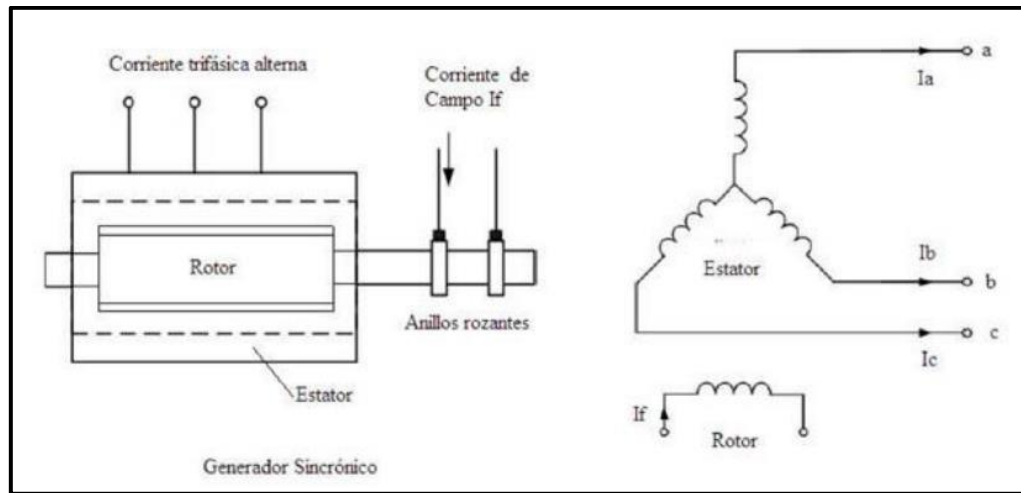 Corriente trifásica alterna
Corriente de
Campo If
Rotor
Anillos rozantes
Estator
Generador Sincrónico
a
Ia
Estator
Ib
b
c
Ic
If
Rotor